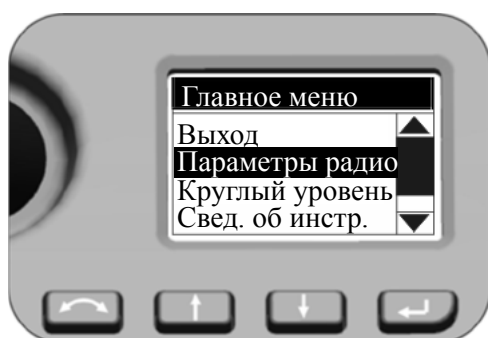 Главное меню
Выход
Параметры радио
Круглый уровень
Свед. об инстр.